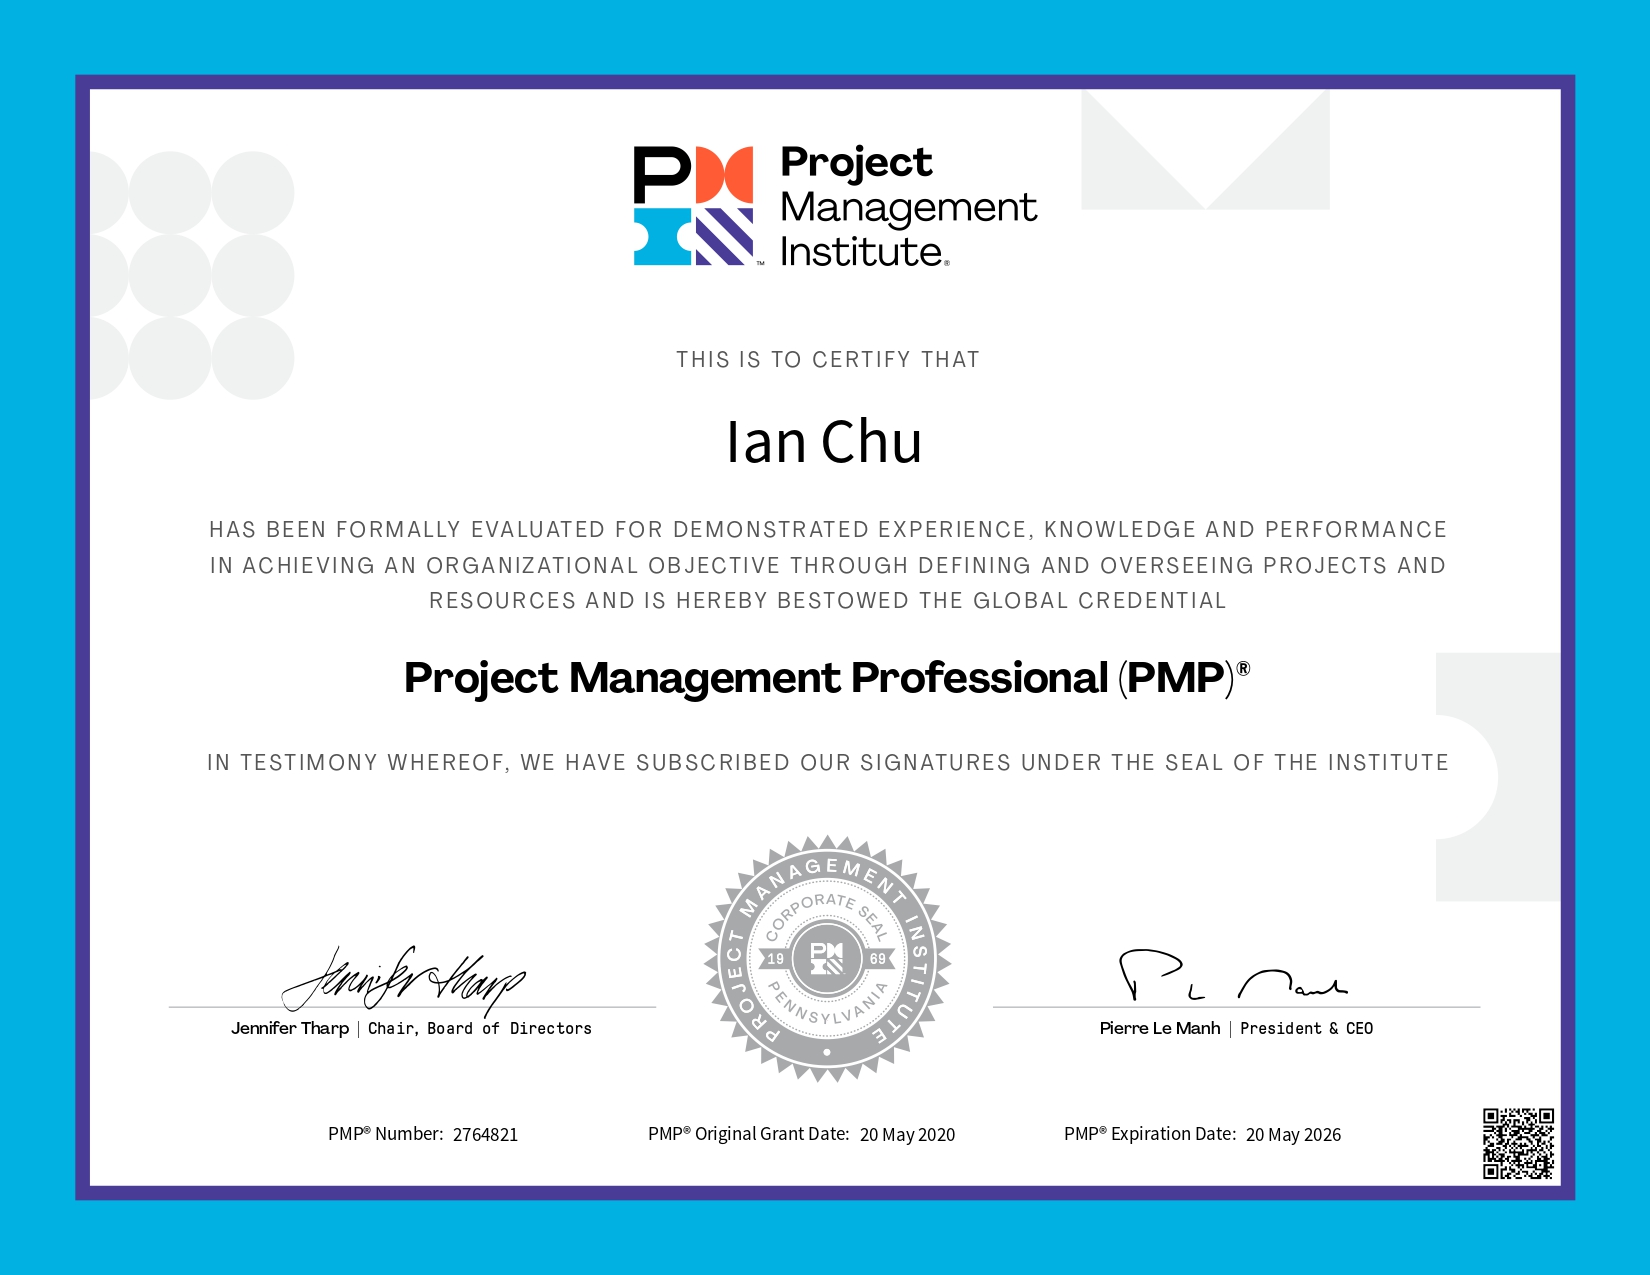 PM
TM
Project
Management
Institute®
THIS IS TO CERTIFY THAT
Ian Chu
HAS BEEN FORMALLY EVALUATED FOR DEMONSTRATED EXPERIENCE, KNOWLEDGE AND PERFORMANCE
IN ACHIEVING AN ORGANIZATIONAL OBJECTIVE THROUGH DEFINING AND OVERSEEING PROJECTS AND
RESOURCES AND IS HEREBY BESTOWED THE GLOBAL CREDENTIAL
Project Management Professional (PMP)®
IN TESTIMONY WHEREOF, WE HAVE SUBSCRIBED OUR SIGNATURES UNDER THE SEAL OF THE INSTITUTE
Jennifer Tharp
Jennifer Tharp | Chair, Board of Directors
PROJECT MANAGEMENT INSTITUTE
CORPORATE SEAL
19 69
PENNSYLVANIA
Pierre Le Manh | President & CEO
PMP® Number: 2764821
PMP® Original Grant Date: 20 May 2020
PMP® Expiration Date: 20 May 2026